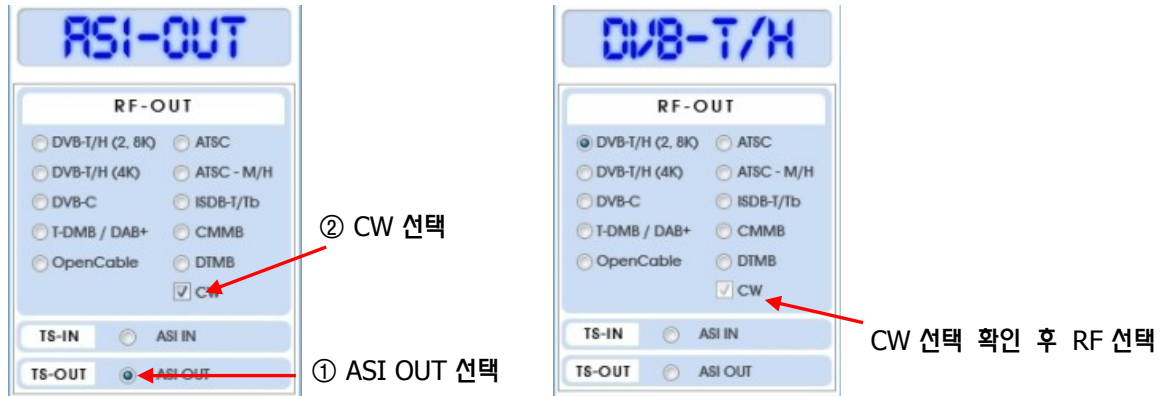 ASI-OUT
RF-OUT
DVB-T/H (2, 8K) ATSC
DVB-T/H (4K) ATSC - M/H
DVB-C ISDB-T/Tb
T-DMB / DAB+ CMMB
OpenCable DTMB
CW
TS-IN ASI IN
TS-OUT ASI OUT
② CW 선택
① ASI OUT 선택
DVB-T/H
RF-OUT
DVB-T/H (2, 8K) ATSC
DVB-T/H (4K) ATSC - M/H
DVB-C ISDB-T/Tb
T-DMB / DAB+ CMMB
OpenCable DTMB
CW
TS-IN ASI IN
TS-OUT ASI OUT
CW 선택 확인 후 RF 선택